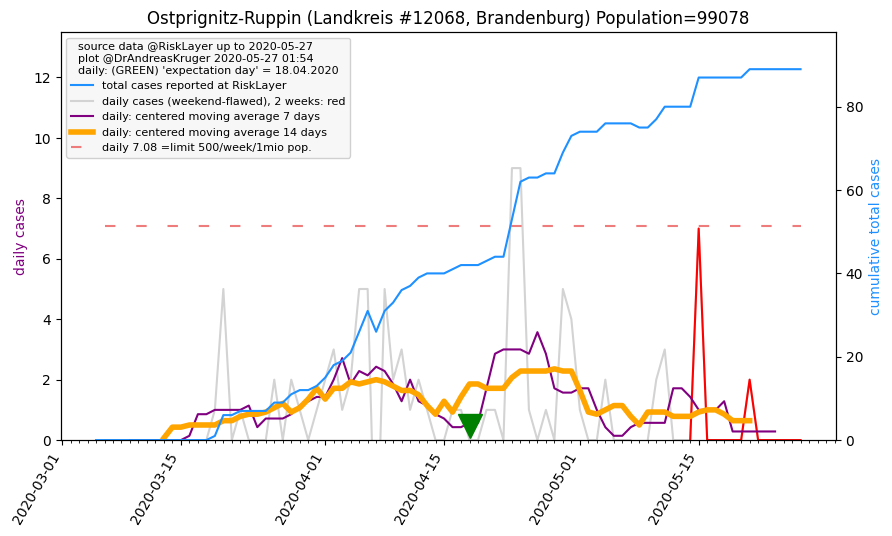 Ostprignitz-Ruppin (Landkreis #12068, Brandenburg) Population=99078
source data @RiskLayer up to 2020-05-27
plot @DrAndreasKruger 2020-05-27 01:54
daily: (GREEN) 'expectation day' = 18.04.2020
total cases reported at RiskLayer
daily cases (weekend-flawed), 2 weeks: red
daily: centered moving average 7 days
daily: centered moving average 14 days
daily 7.08 =limit 500/week/1mio pop.
daily cases
12
10
8
6
4
2
0
cumulative total cases
80
60
40
20
0
2020-03-01
2020-03-15
2020-04-01
2020-04-15
2020-05-01
2020-05-15